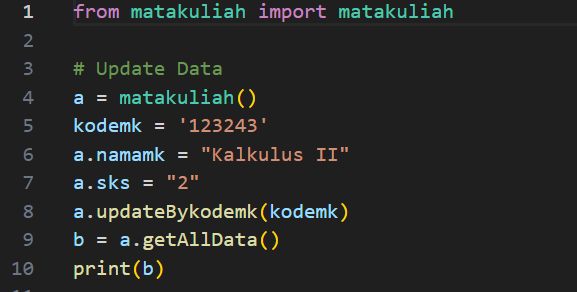 1 from matakuliah import matakuliah
2
3 # Update Data
4 a = matakuliah()
5 kodemk = '123243'
6 a.namamk = "Kalkulus II"
7 a.sks = "2"
8 a.updateBykodemk(kodemk)
9 b = a.getAllData()
10 print(b)